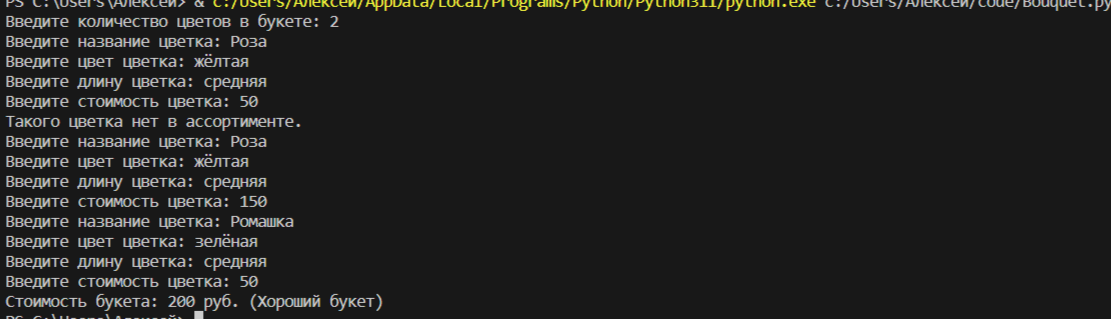 PS C:\Users\Алексей> & C:/Users/Алексей/AppData/Local/Programs/Python/Python311/python.exe c:/Users/Алексей/code/Bouquet.py
Введите количество цветов в букете: 2
Введите название цветка: Роза
Введите цвет цветка: жёлтая
Введите длину цветка: средняя
Введите стоимость цветка: 50
Такого цветка нет в ассортименте.
Введите название цветка: Роза
Введите цвет цветка: жёлтая
Введите длину цветка: средняя
Введите стоимость цветка: 150
Введите название цветка: Ромашка
Введите цвет цветка: зелёная
Введите длину цветка: средняя
Введите стоимость цветка: 50
Стоимость букета: 200 руб. (Хороший букет)
PS C:\Users\Алексей>